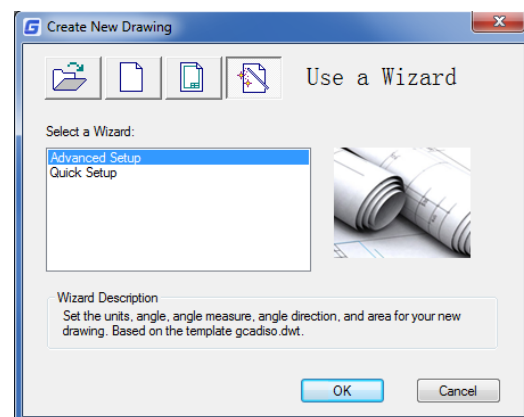 Create New Drawing
Use a Wizard
Select a Wizard:
Advanced Setup
Quick Setup
Wizard Description
Set the units, angle, angle measure, angle direction, and area for your new
drawing. Based on the template gcadiso.dwt.
OK
Cancel